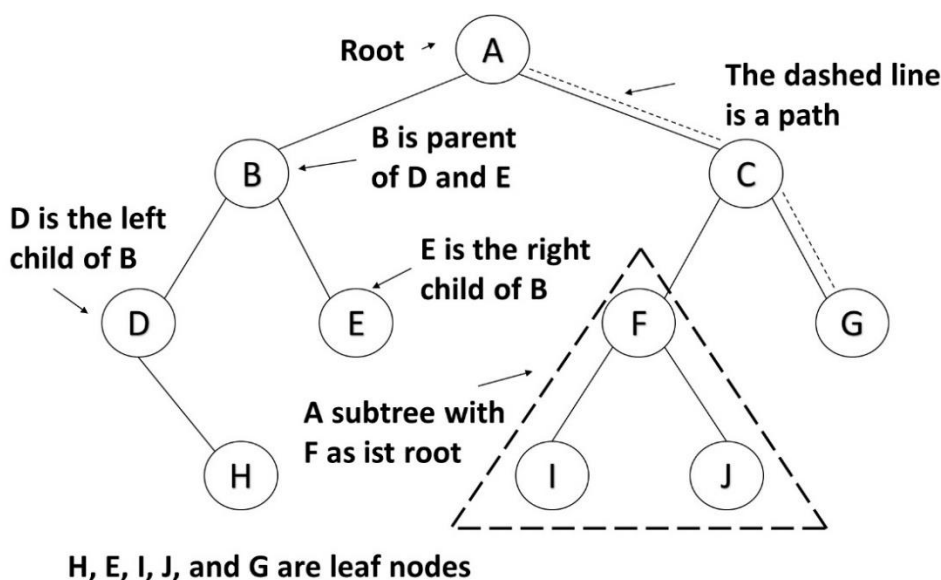 Root
A
The dashed line
is a path
B is parent
of D and E
B
C
D is the left
child of B
E is the right
child of B
D
E
F
G
A subtree with
F as ist root
H
I
J
H, E, I, J, and G are leaf nodes